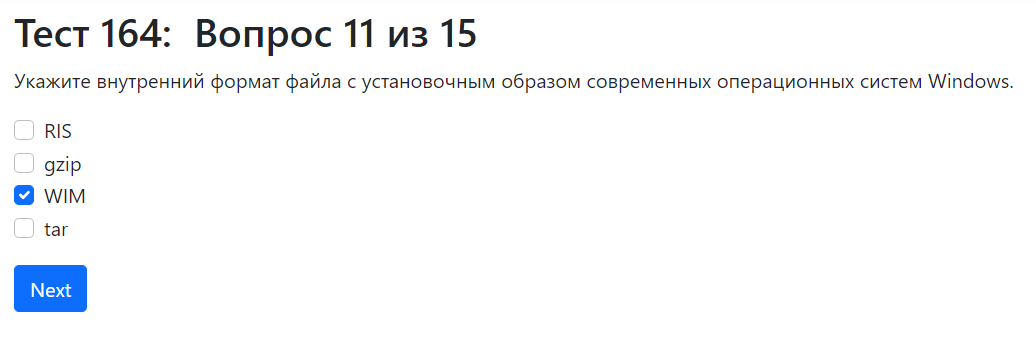 Тест 164: Вопрос 11 из 15
Укажите внутренний формат файла с установочным образом современных операционных систем Windows.
RIS
gzip
WIM
tar
Next